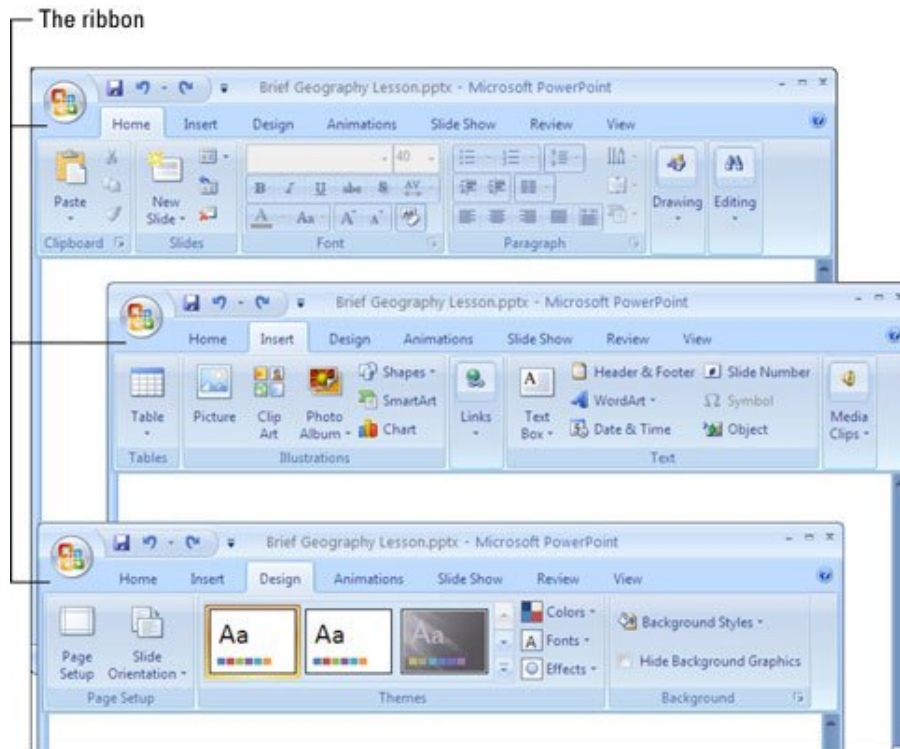 The ribbon
Brief Geography Lesson.pptx - Microsoft PowerPoint
Home Insert Design Animations Slide Show Review View
40
Paste New Slide Drawing Editing
B I U abc S AV
A Aa A A
Clipboard Slides Font Paragraph
Brief Geography Lesson.pptx - Microsoft PowerPoint
Home Insert Design Animations Slide Show Review View
Table Picture Clip Art Photo Album Shapes SmartArt Chart Links A Text Box Header & Footer WordArt Date & Time # Slide Number Ω Symbol Object Media Clips
Tables Illustrations Text
Brief Geography Lesson.pptx - Microsoft PowerPoint
Home Insert Design Animations Slide Show Review View
Page Setup Slide Orientation Aa Aa Aa Colors A Fonts Effects Background Styles Hide Background Graphics
Page Setup Themes Background